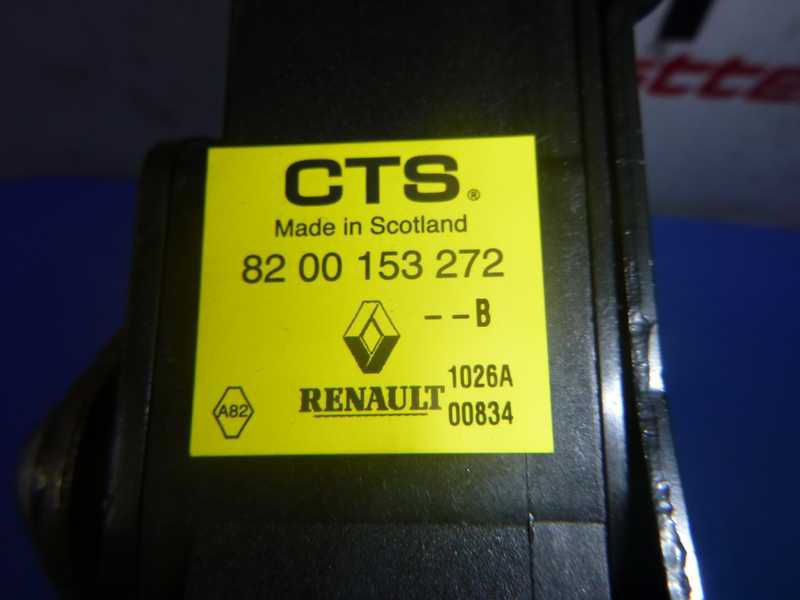 CTS®
Made in Scotland
82 00 153 272
--B
1026A
RENAULT
00834
A82